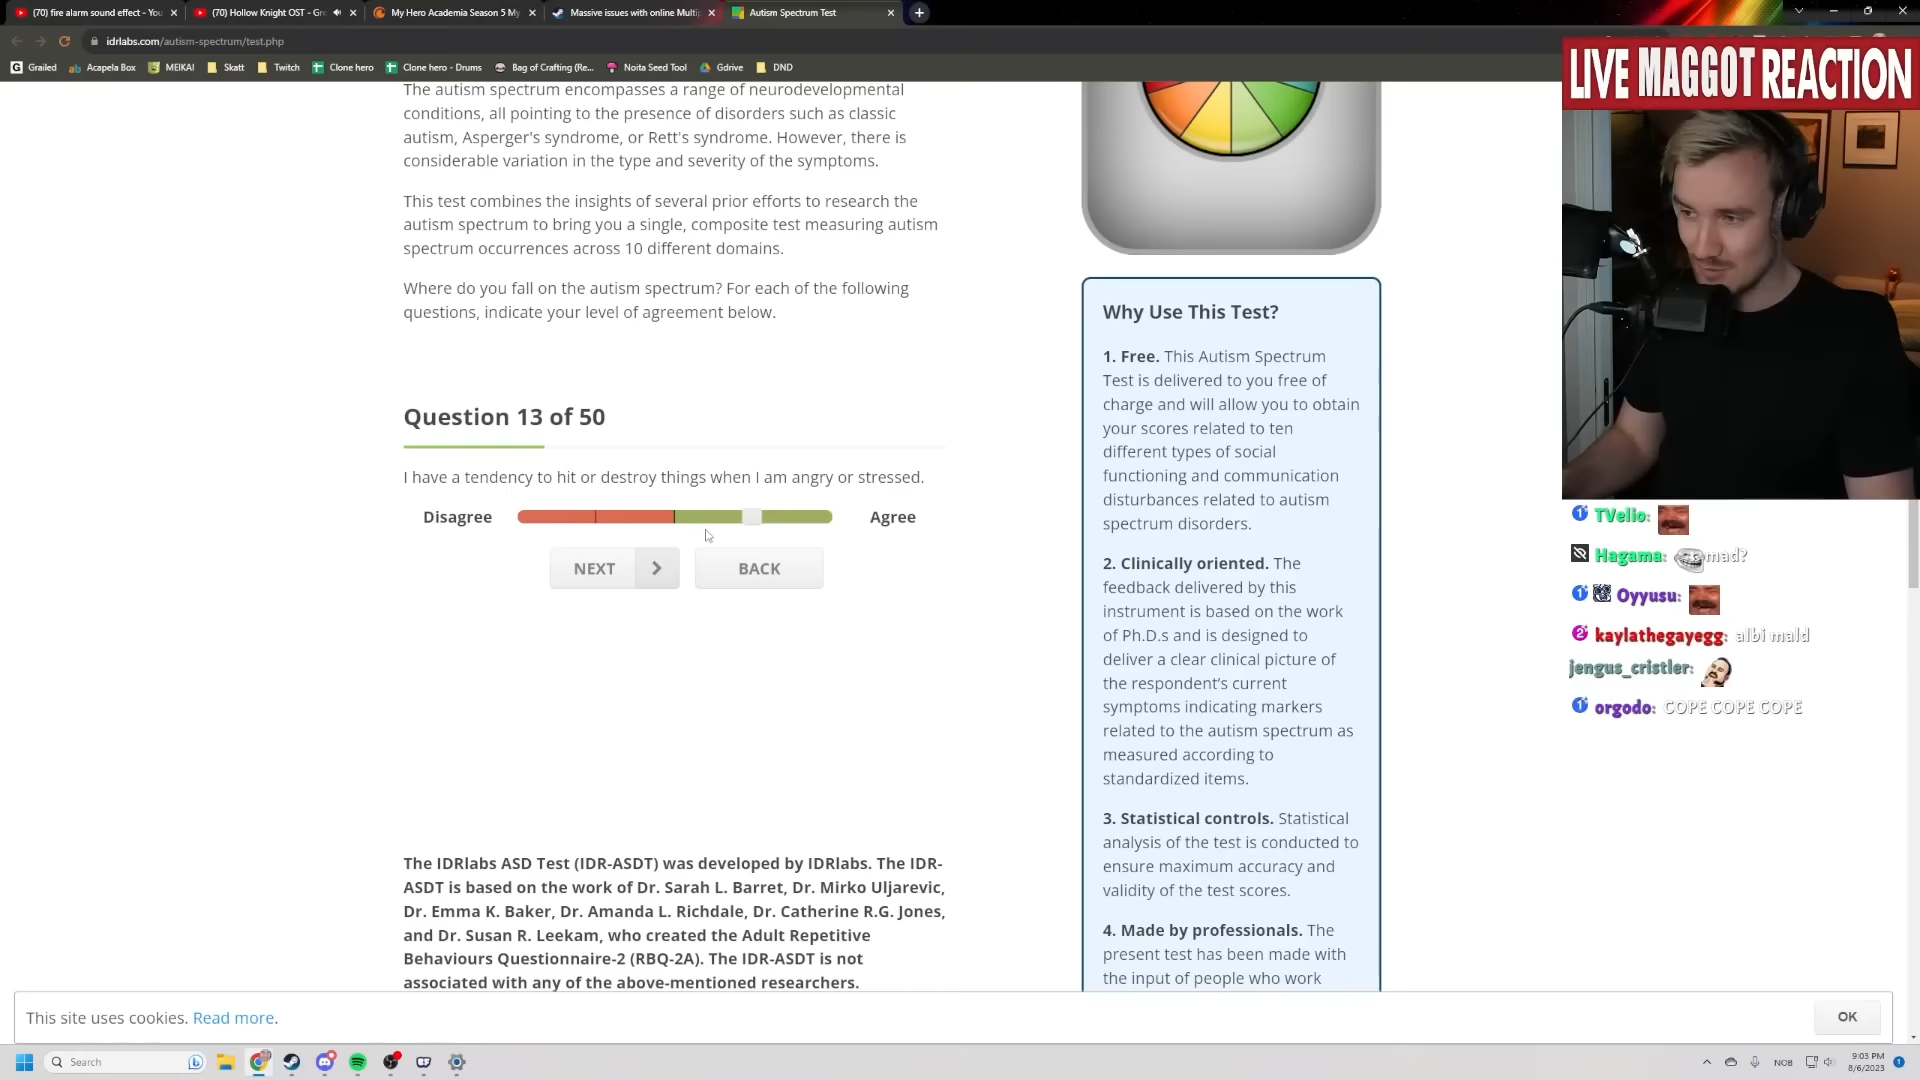 (70) fire alarm sound effect - You
(70) Hollow Knight OST - Gre
My Hero Academia Season 5 My
Massive issues with online Multip
Autism Spectrum Test
idrlabs.com/autism-spectrum/test.php
Grailed
Acapela Box
MEIKAI
Skatt
Twitch
Clone hero
Clone hero - Drums
Bag of Crafting (Re...
Noita Seed Tool
Gdrive
DND
LIVE MAGGOT REACTION
The autism spectrum encompasses a range of neurodevelopmental
conditions, all pointing to the presence of disorders such as classic
autism, Asperger's syndrome, or Rett's syndrome. However, there is
considerable variation in the type and severity of the symptoms.
This test combines the insights of several prior efforts to research the
autism spectrum to bring you a single, composite test measuring autism
spectrum occurrences across 10 different domains.
Where do you fall on the autism spectrum? For each of the following
questions, indicate your level of agreement below.
Question 13 of 50
I have a tendency to hit or destroy things when I am angry or stressed.
Disagree
Agree
NEXT
BACK
The IDRlabs ASD Test (IDR-ASDT) was developed by IDRlabs. The IDR-
ASDT is based on the work of Dr. Sarah L. Barret, Dr. Mirko Uljarevic,
Dr. Emma K. Baker, Dr. Amanda L. Richdale, Dr. Catherine R.G. Jones,
and Dr. Susan R. Leekam, who created the Adult Repetitive
Behaviours Questionnaire-2 (RBQ-2A). The IDR-ASDT is not
associated with any of the above-mentioned researchers.
Why Use This Test?
1. Free. This Autism Spectrum
Test is delivered to you free of
charge and will allow you to obtain
your scores related to ten
different types of social
functioning and communication
disturbances related to autism
spectrum disorders.
2. Clinically oriented. The
feedback delivered by this
instrument is based on the work
of Ph.D.s and is designed to
deliver a clear clinical picture of
the respondent's current
symptoms indicating markers
related to the autism spectrum as
measured according to
standardized items.
3. Statistical controls. Statistical
analysis of the test is conducted to
ensure maximum accuracy and
validity of the test scores.
4. Made by professionals. The
present test has been made with
the input of people who work
TVelio:
Hagama: mad?
Oyyusu:
kaylathegayegg: albi mald
jengus_cristler:
orgodo: COPE COPE COPE
This site uses cookies. Read more.
OK
Search
NOB
9:03 PM
8/6/2023